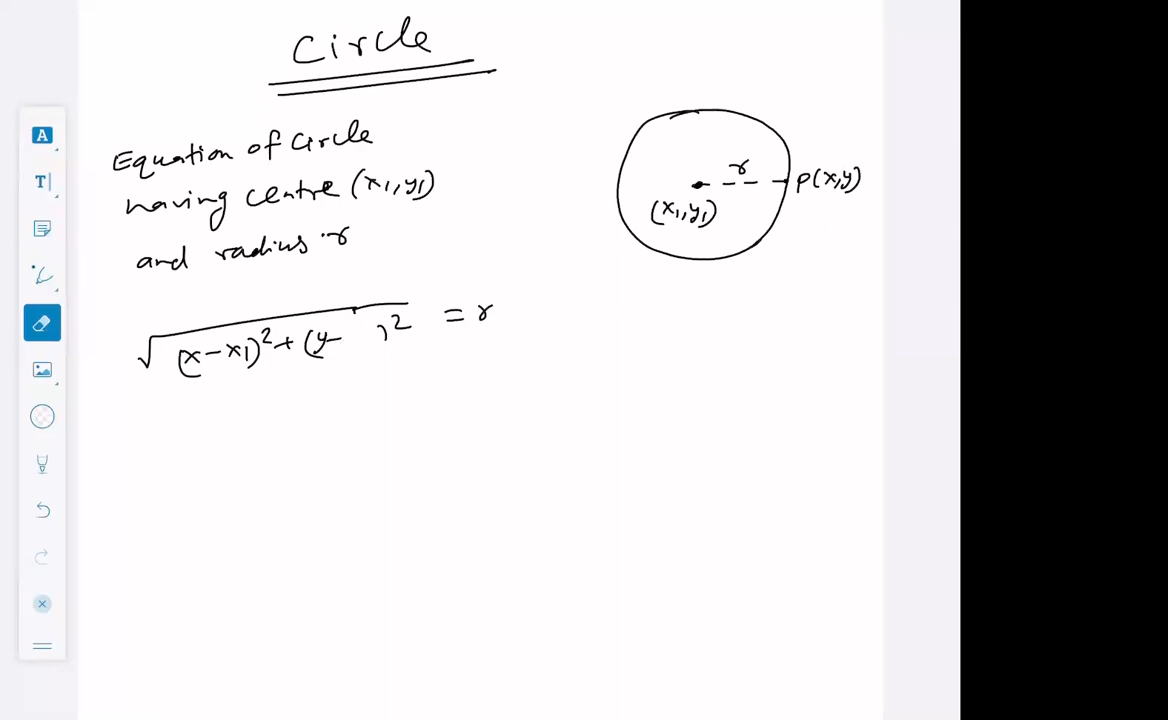 Circle
Equation of Circle
having centre (x1, y1)
and radius r
r
P(x,y)
(x1, y1)
√(x-x1)²+(y- )² = r
A
T